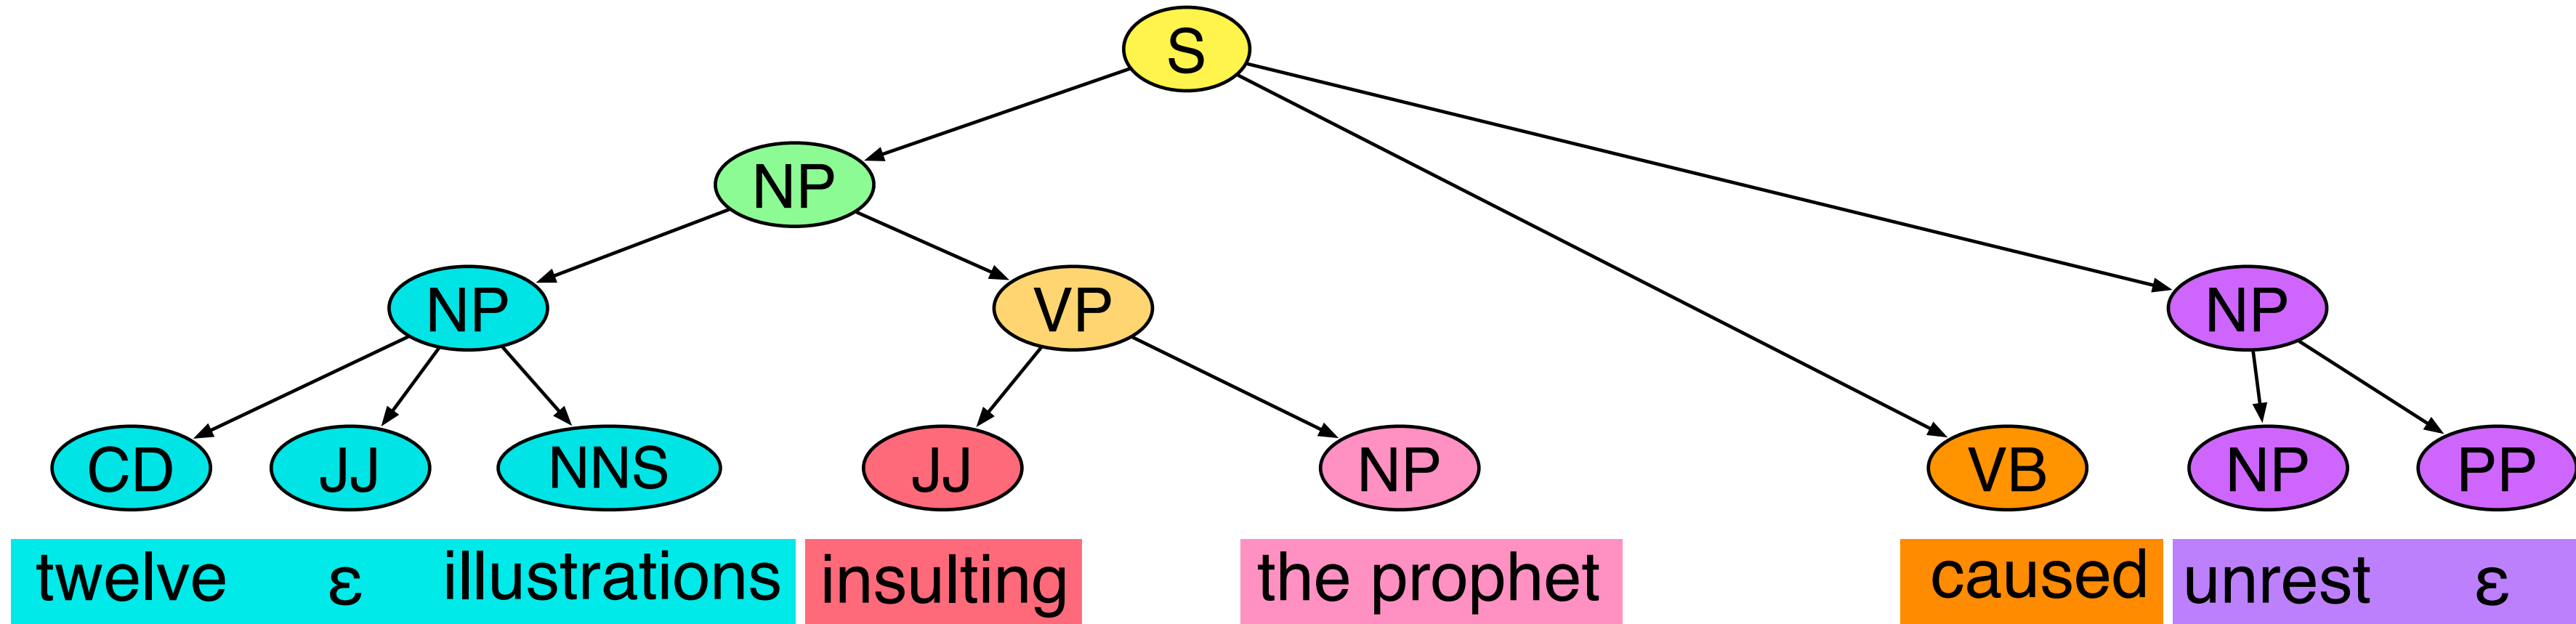 S
NP
NP VP NP
CD JJ NNS JJ NP VB NP PP
twelve ε illustrations insulting the prophet caused unrest ε